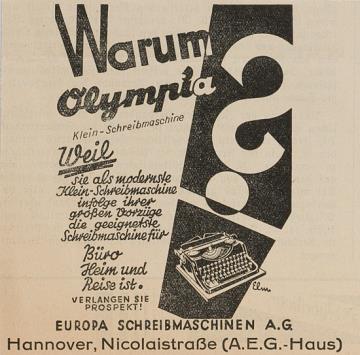 Warum
Olympia
?
Klein-Schreibmaschine
Weil
sie als modernste
Klein-Schreibmaschine
infolge ihrer
großen Vorzüge
die geeignetste
Schreibmaschine für
Büro
Heim und
Reise ist.
VERLANGEN SIE
PROSPEKT!
Elm.
EUROPA SCHREIBMASCHINEN A.G.
Hannover, Nicolaistraße (A.E.G.-Haus)